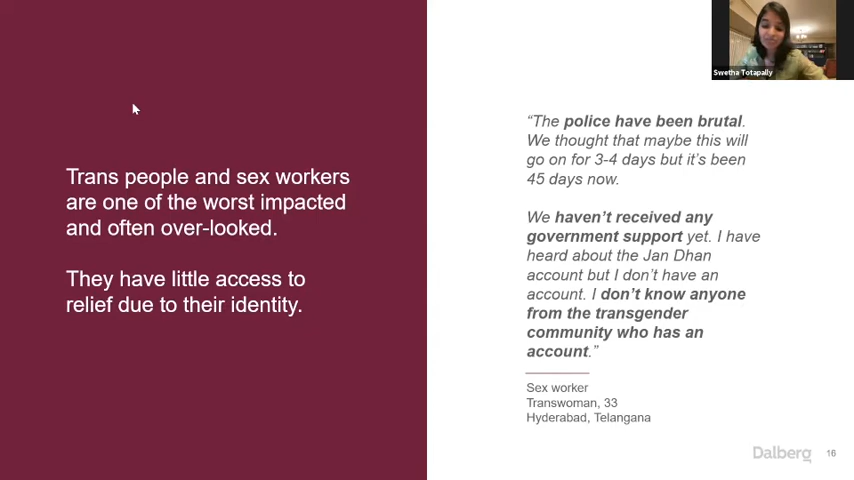 Swetha Totapally
Trans people and sex workers
are one of the worst impacted
and often over-looked.
They have little access to
relief due to their identity.
“The police have been brutal.
We thought that maybe this will
go on for 3-4 days but it’s been
45 days now.
We haven’t received any
government support yet. I have
heard about the Jan Dhan
account but I don’t have an
account. I don’t know anyone
from the transgender
community who has an
account.”
Sex worker
Transwoman, 33
Hyderabad, Telangana
Dalberg
16